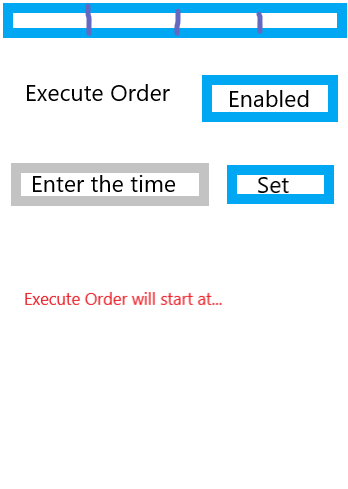 Execute Order
Enabled
Enter the time
Set
Execute Order will start at...